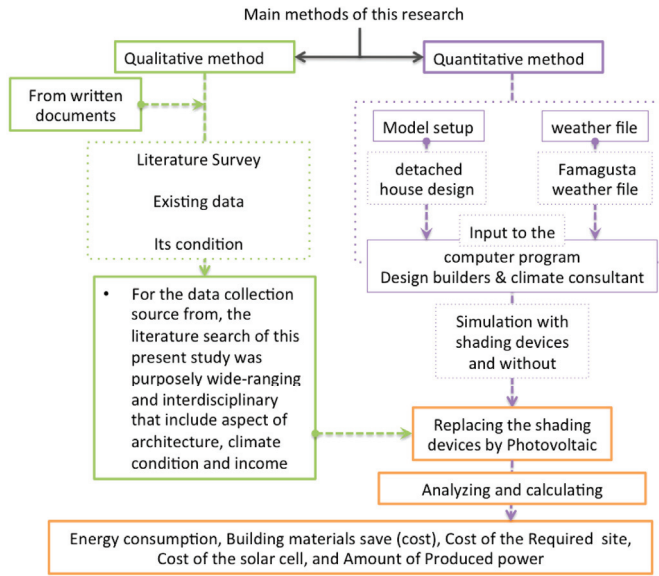 Main methods of this research
Qualitative method
Quantitative method
From written
documents
Literature Survey
Existing data
Its condition
Model setup
weather file
detached
house design
Famagusta
weather file
Input to the
computer program
Design builders & climate consultant
• For the data collection
source from, the
literature search of this
present study was
purposely wide-ranging
and interdisciplinary
that include aspect of
architecture, climate
condition and income
Simulation with
shading devices
and without
Replacing the shading
devices by Photovoltaic
Analyzing and calculating
Energy consumption, Building materials save (cost), Cost of the Required site,
Cost of the solar cell, and Amount of Produced power